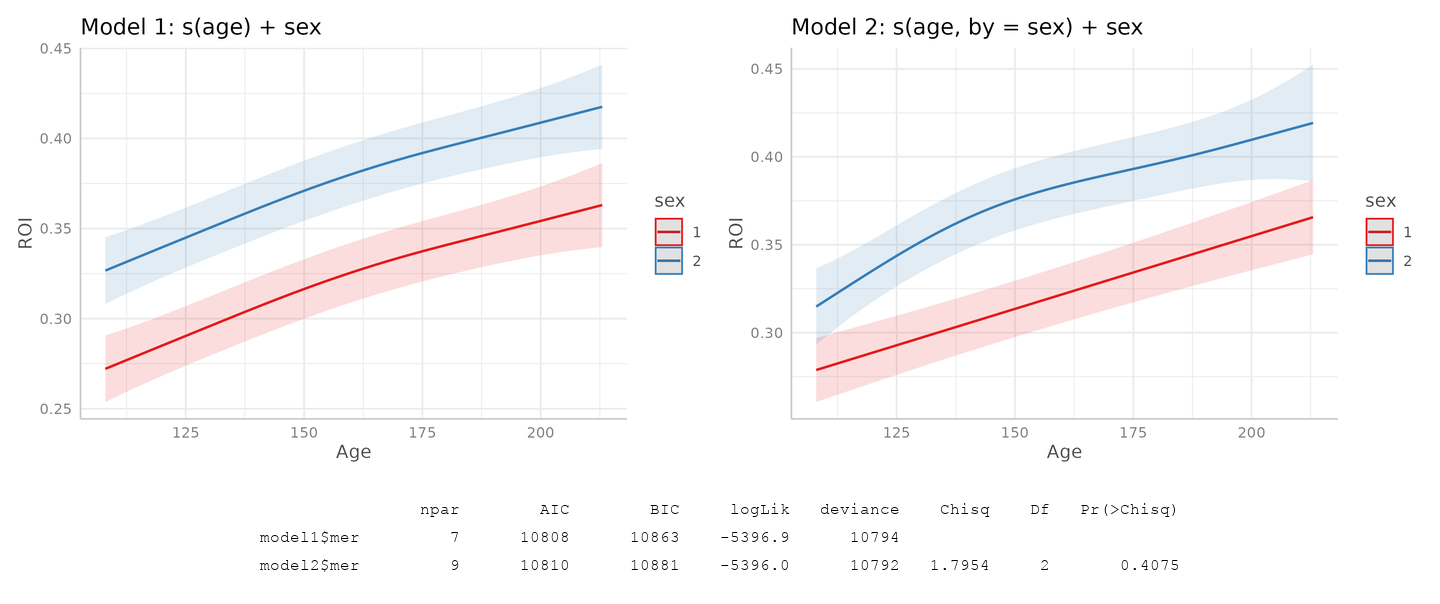 Model 1: s(age) + sex
0.45
0.40
0.35
0.30
0.25
ROI
125 150 175 200
Age
sex
1
2
Model 2: s(age, by = sex) + sex
0.45
0.40
0.35
0.30
ROI
125 150 175 200
Age
sex
1
2
npar AIC BIC logLik deviance Chisq Df Pr(>Chisq)
model1$mer 7 10808 10863 -5396.9 10794
model2$mer 9 10810 10881 -5396.0 10792 1.7954 2 0.4075